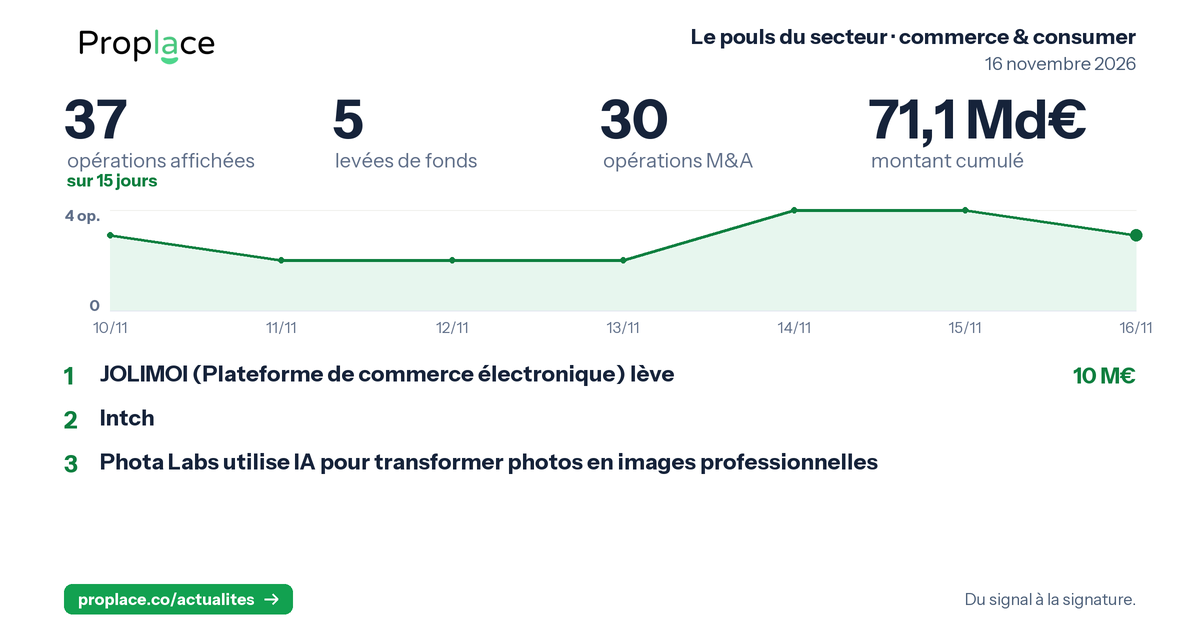 Proplace
Le pouls du secteur · commerce & consumer
16 novembre 2026
37
opérations affichées
sur 15 jours
5
levées de fonds
30
opérations M&A
71,1 Md€
montant cumulé
4 op.
0
10/11
11/11
12/11
13/11
14/11
15/11
16/11
1 JOLIMOI (Plateforme de commerce électronique) lève 10 M€
2 Intch
3 Phota Labs utilise IA pour transformer photos en images professionnelles
proplace.co/actualites →
Du signal à la signature.